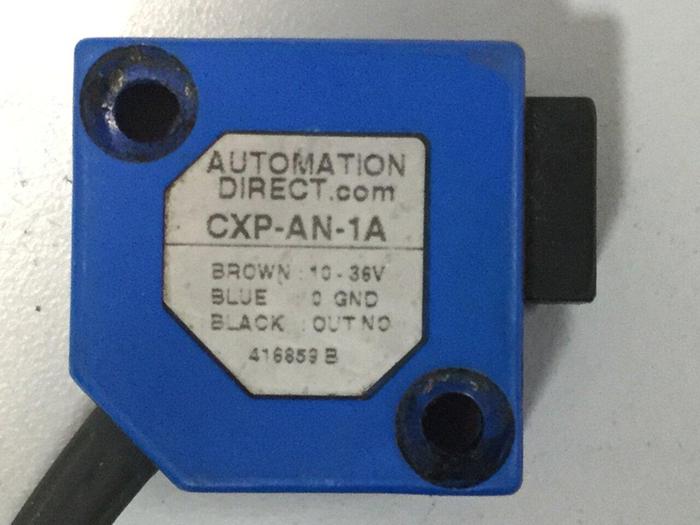 AUTOMATION
DIRECT.com
CXP-AN-1A
BROWN : 10 - 36V
BLUE : 0 GND
BLACK : OUT NO
416859 B